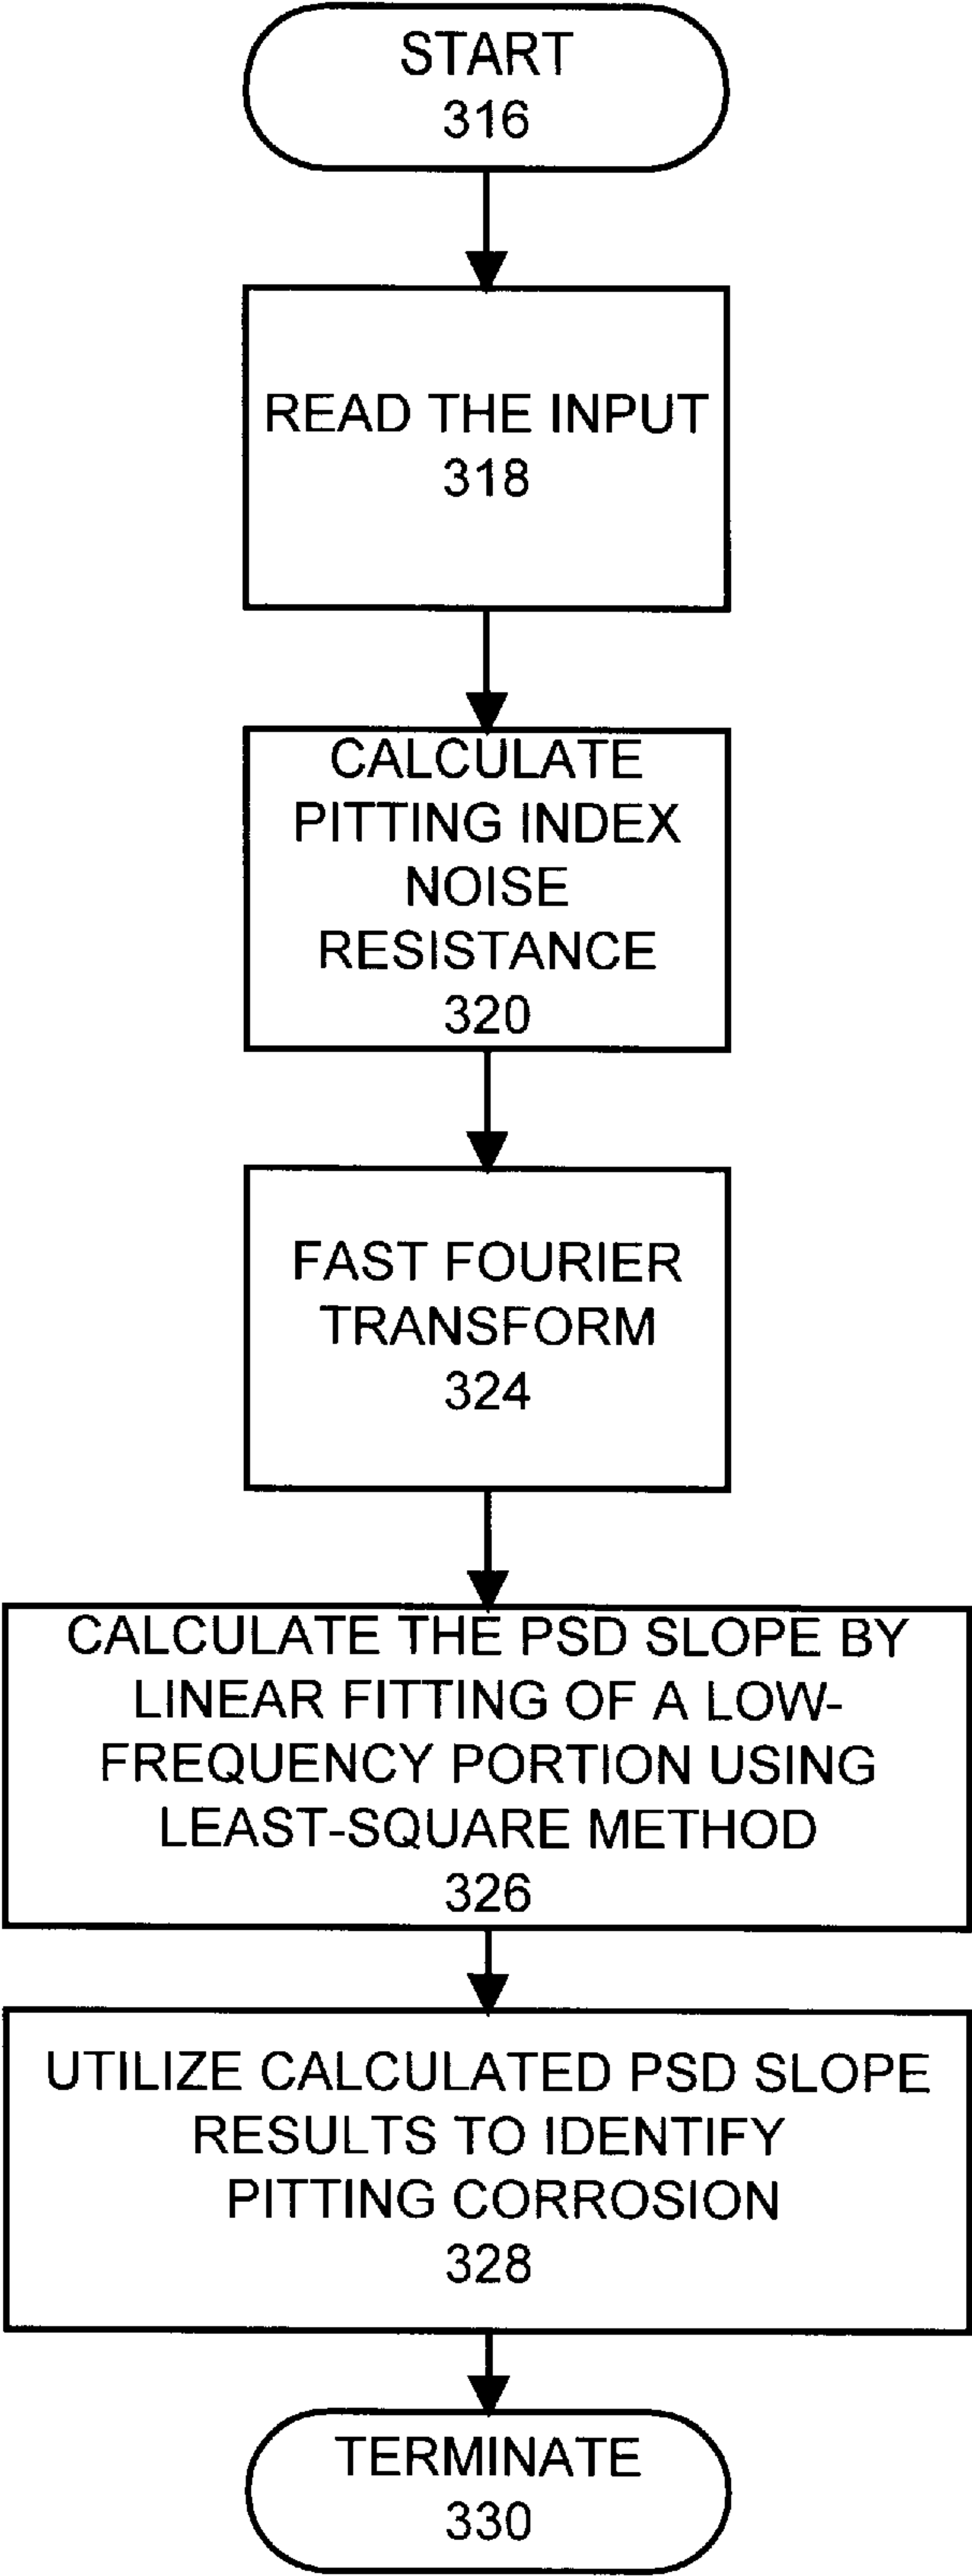 START
316
READ THE INPUT
318
CALCULATE
PITTING INDEX
NOISE
RESISTANCE
320
FAST FOURIER
TRANSFORM
324
CALCULATE THE PSD SLOPE BY
LINEAR FITTING OF A LOW-
FREQUENCY PORTION USING
LEAST-SQUARE METHOD
326
UTILIZE CALCULATED PSD SLOPE
RESULTS TO IDENTIFY
PITTING CORROSION
328
TERMINATE
330